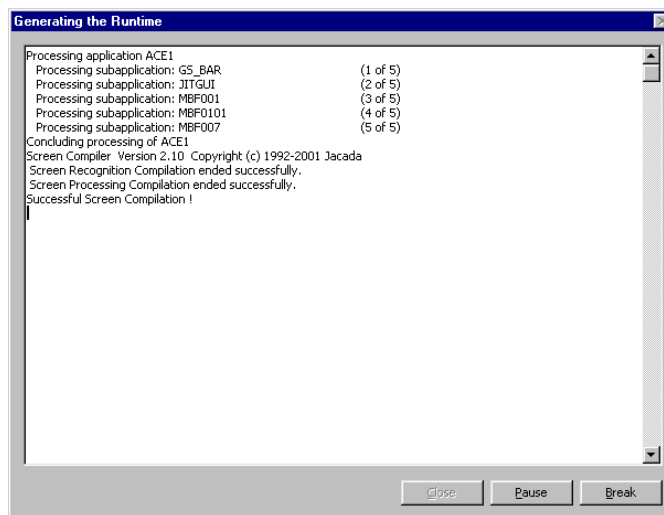 Generating the Runtime
Processing application ACE1
Processing subapplication: GS_BAR (1 of 5)
Processing subapplication: JITGUI (2 of 5)
Processing subapplication: MBF001 (3 of 5)
Processing subapplication: MBF0101 (4 of 5)
Processing subapplication: MBF007 (5 of 5)
Concluding processing of ACE1
Screen Compiler Version 2.10 Copyright (c) 1992-2001 Jacada
Screen Recognition Compilation ended successfully.
Screen Processing Compilation ended successfully.
Successful Screen Compilation !
Close Pause Break